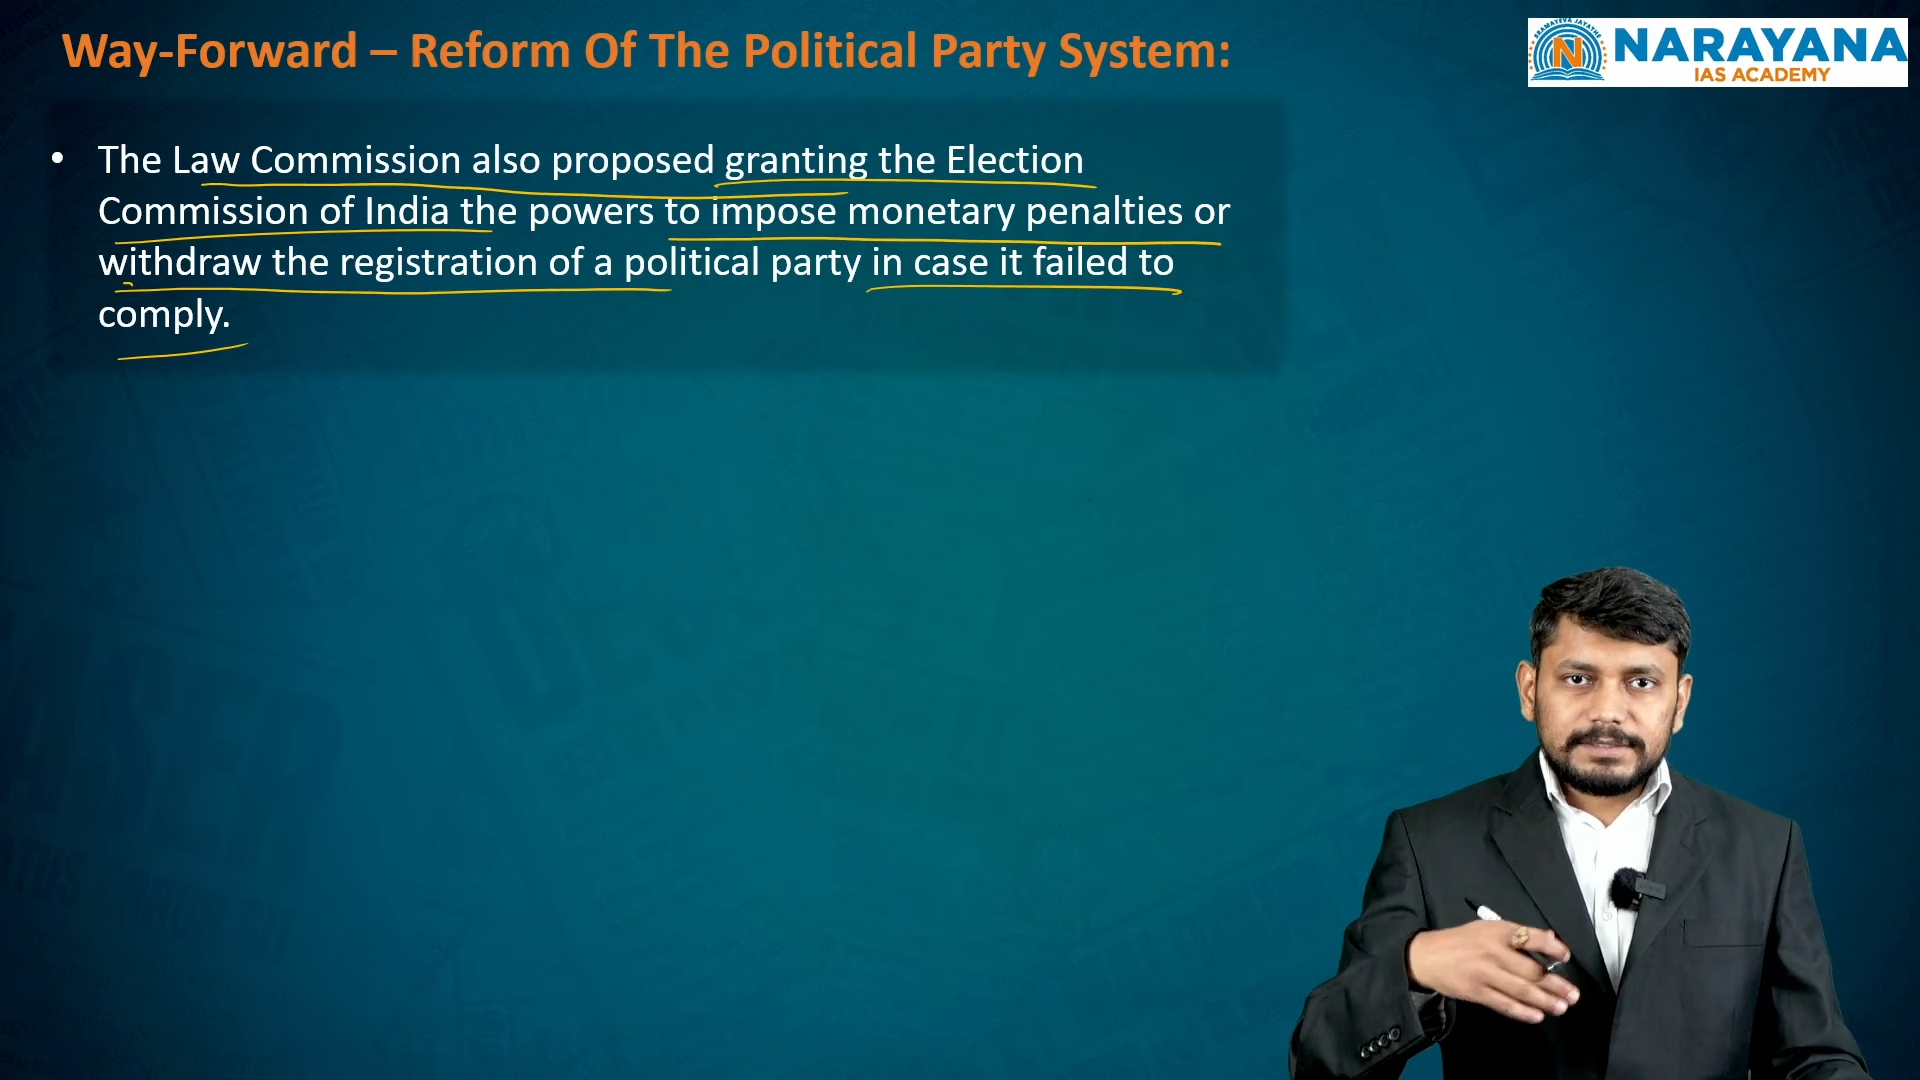 Way-Forward – Reform Of The Political Party System:
NARAYANA
IAS ACADEMY
• The Law Commission also proposed granting the Election
Commission of India the powers to impose monetary penalties or
withdraw the registration of a political party in case it failed to
comply.